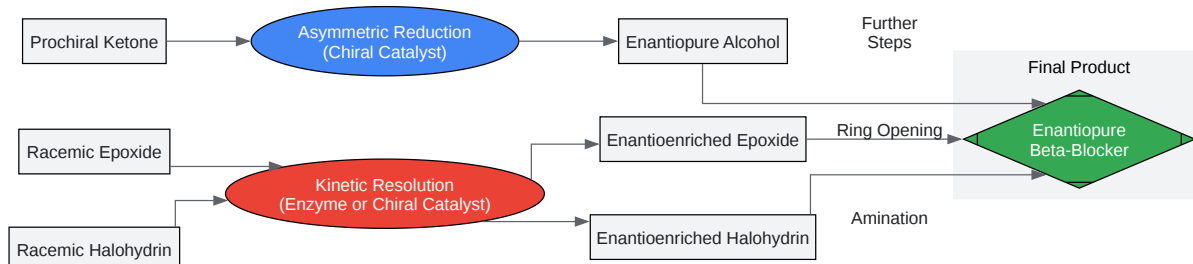 Prochiral Ketone
Asymmetric Reduction
(Chiral Catalyst)
Enantiopure Alcohol
Further
Steps
Final Product
Racemic Epoxide
Enantioenriched Epoxide
Ring Opening
Enantiopure
Beta-Blocker
Kinetic Resolution
(Enzyme or Chiral Catalyst)
Racemic Halohydrin
Enantioenriched Halohydrin
Amination